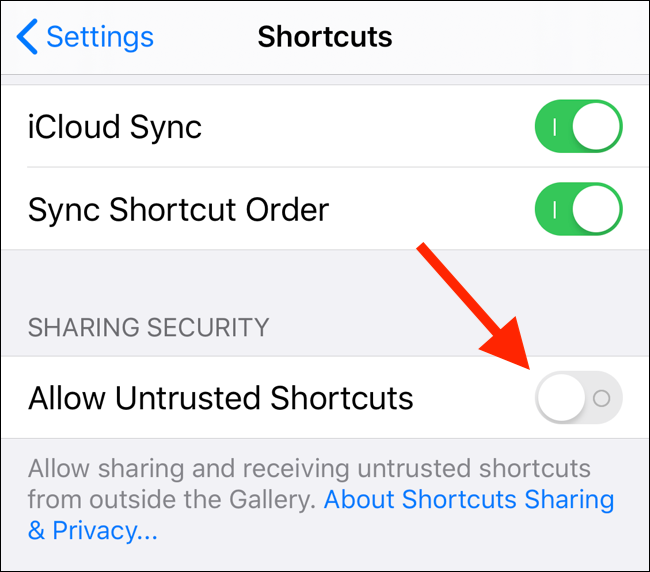 Settings
Shortcuts
iCloud Sync
Sync Shortcut Order
SHARING SECURITY
Allow Untrusted Shortcuts
Allow sharing and receiving untrusted shortcuts
from outside the Gallery. About Shortcuts Sharing
& Privacy...